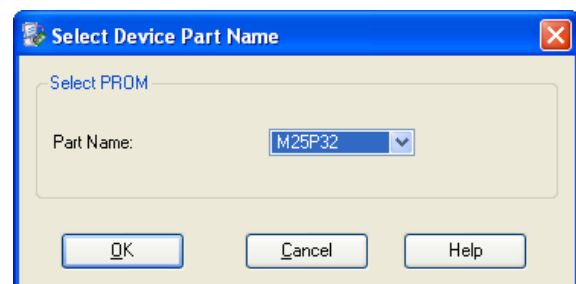 Select Device Part Name
Select PROM
Part Name: M25P32
OK Cancel Help